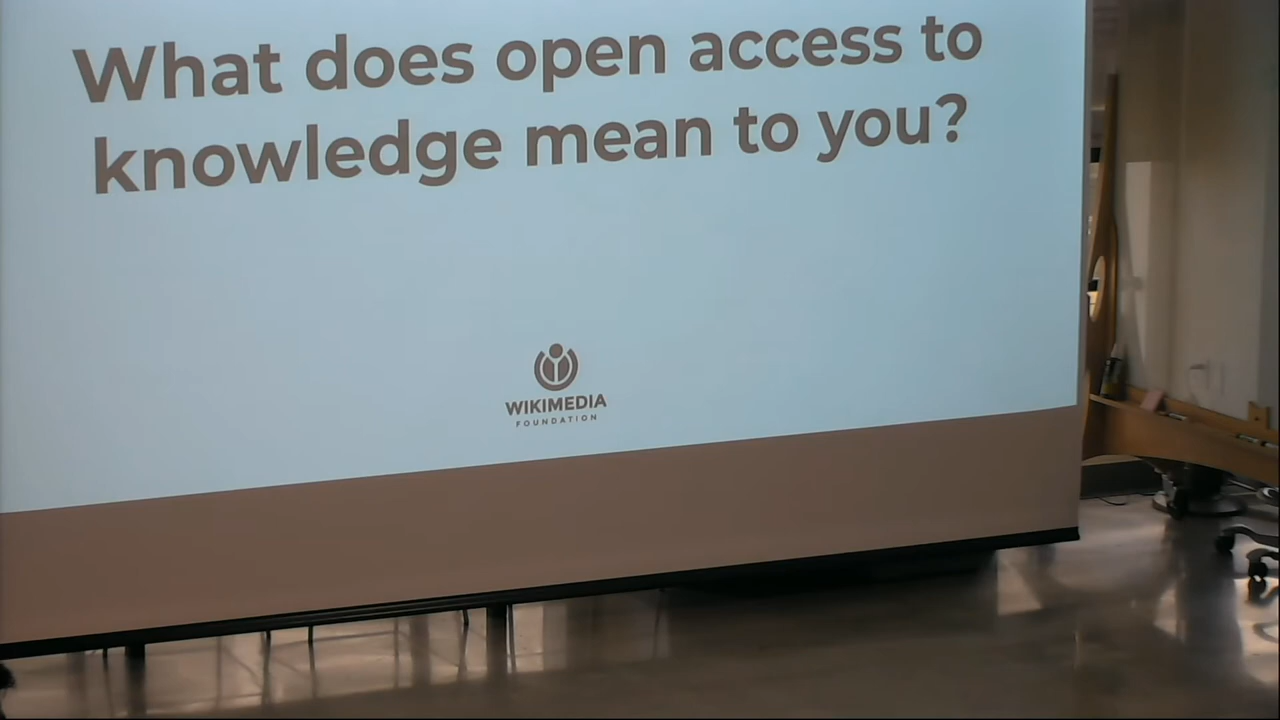 What does open access to
knowledge mean to you?
WIKIMEDIA
FOUNDATION